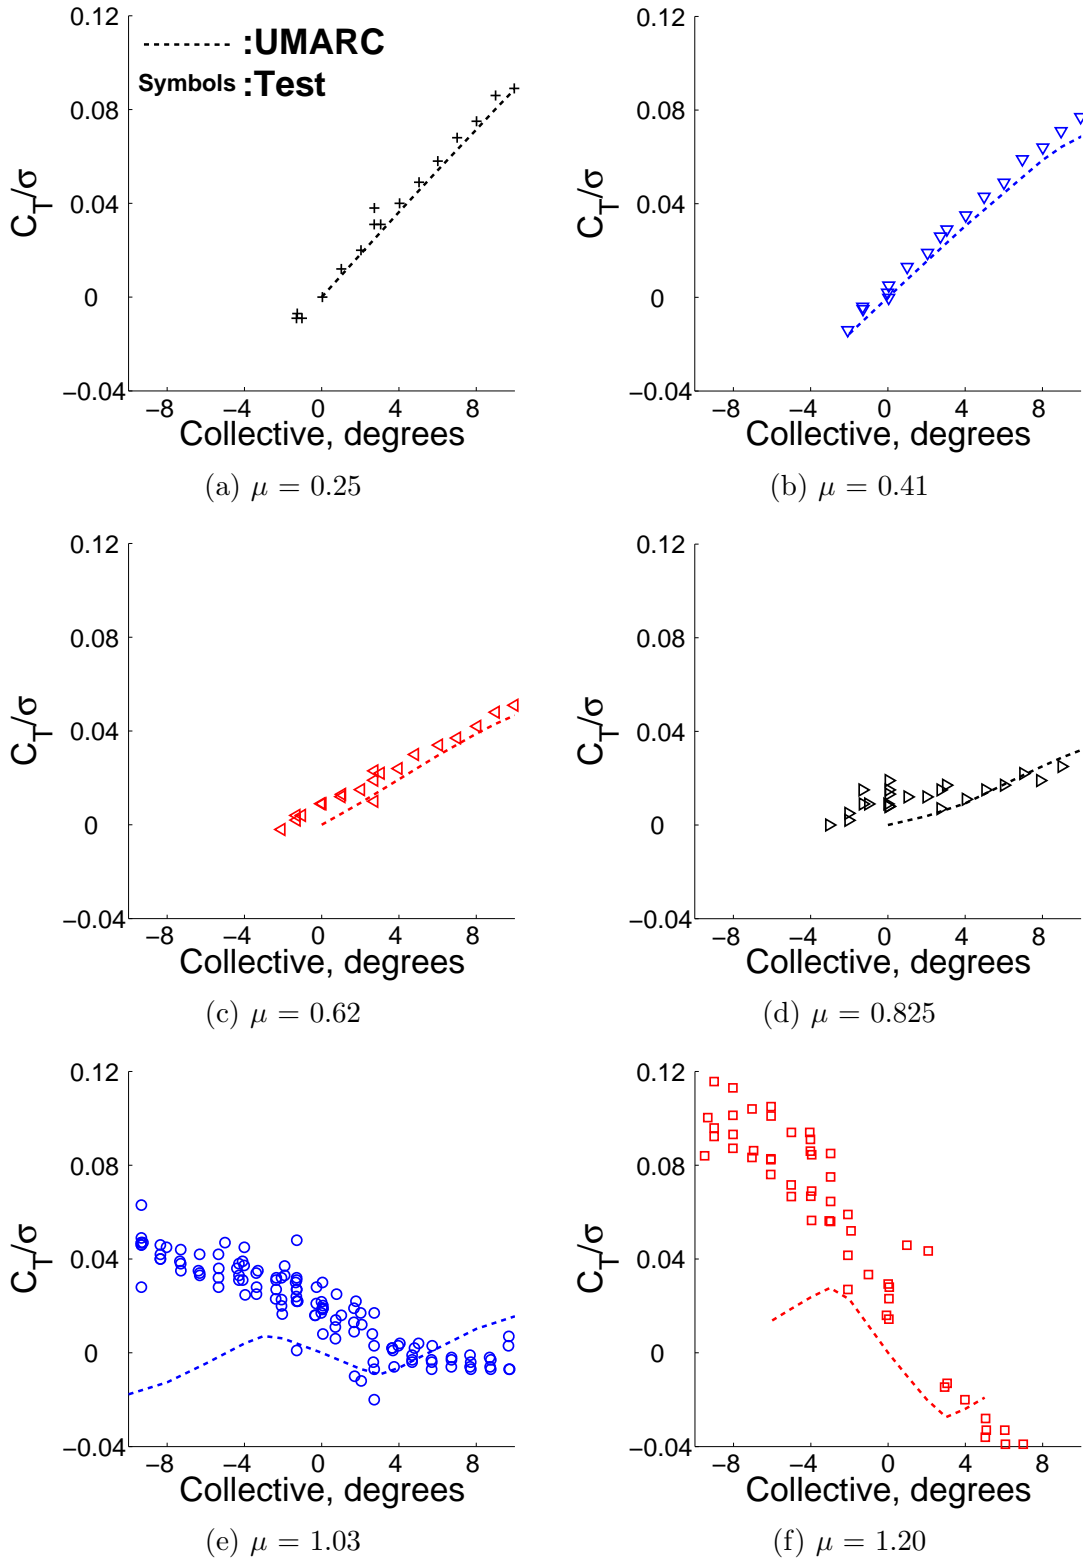 0.12
:UMARC
Symbols :Test
0.08
0.04
0
−0.04
C_T/σ
−8 −4 0 4 8
Collective, degrees
(a) μ = 0.25
0.12
0.08
0.04
0
−0.04
C_T/σ
−8 −4 0 4 8
Collective, degrees
(b) μ = 0.41
0.12
0.08
0.04
0
−0.04
C_T/σ
−8 −4 0 4 8
Collective, degrees
(c) μ = 0.62
0.12
0.08
0.04
0
−0.04
C_T/σ
−8 −4 0 4 8
Collective, degrees
(d) μ = 0.825
0.12
0.08
0.04
0
−0.04
C_T/σ
−8 −4 0 4 8
Collective, degrees
(e) μ = 1.03
0.12
0.08
0.04
0
−0.04
C_T/σ
−8 −4 0 4 8
Collective, degrees
(f) μ = 1.20